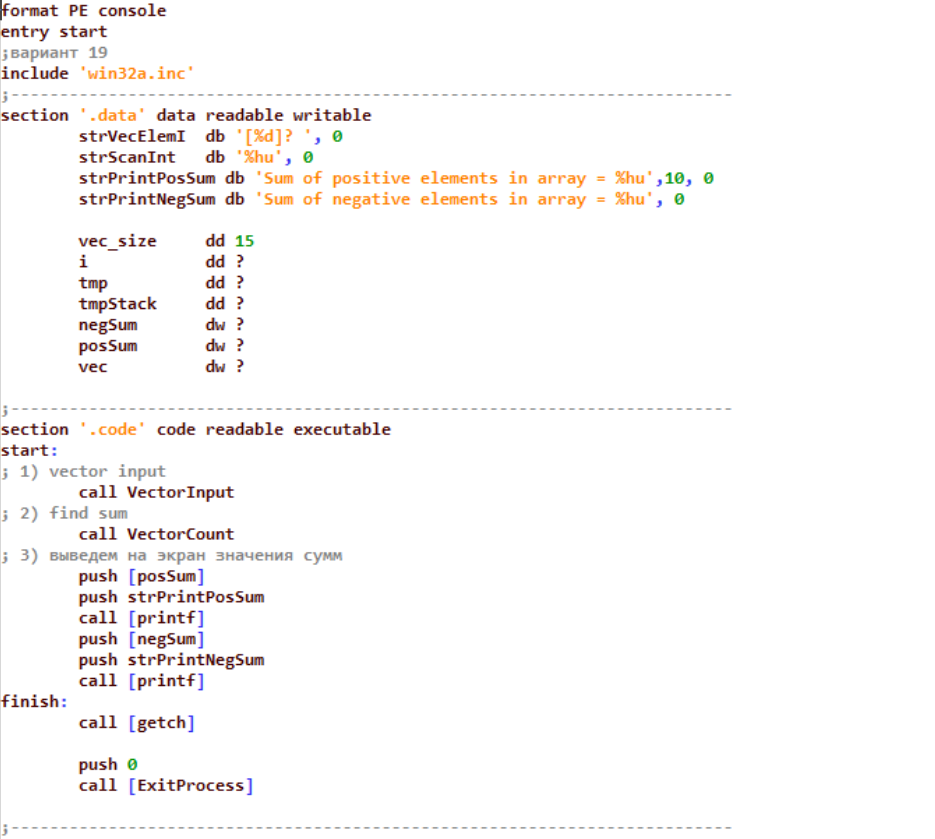 format PE console
entry start
;вариант 19
include 'win32a.inc'
;--------------------------------------------------------------------------
section '.data' data readable writable
        strVecElemI  db '[%d]? ', 0
        strScanInt   db '%hu', 0
        strPrintPosSum db 'Sum of positive elements in array = %hu',10, 0
        strPrintNegSum db 'Sum of negative elements in array = %hu', 0

        vec_size     dd 15
        i            dd ?
        tmp          dd ?
        tmpStack     dd ?
        negSum       dw ?
        posSum       dw ?
        vec          dw ?

;--------------------------------------------------------------------------
section '.code' code readable executable
start:
; 1) vector input
        call VectorInput
; 2) find sum
        call VectorCount
; 3) выведем на экран значения сумм
        push [posSum]
        push strPrintPosSum
        call [printf]
        push [negSum]
        push strPrintNegSum
        call [printf]
finish:
        call [getch]

        push 0
        call [ExitProcess]

;--------------------------------------------------------------------------